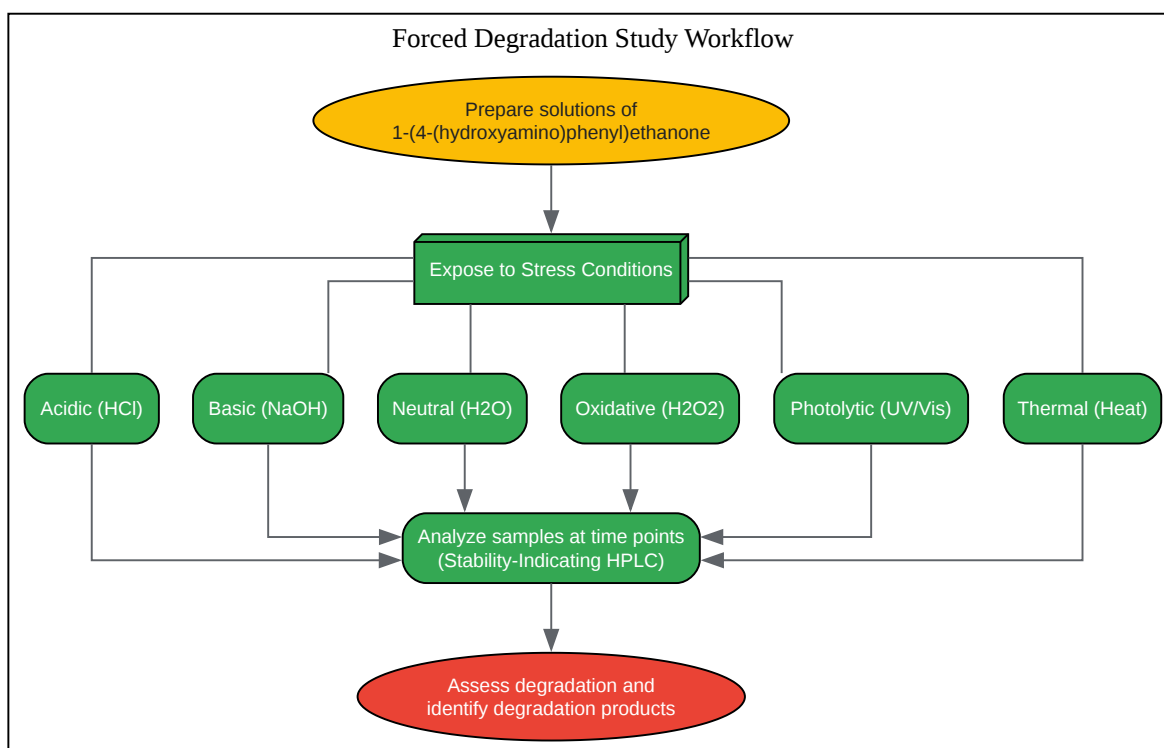 Forced Degradation Study Workflow
Prepare solutions of
1-(4-(hydroxyamino)phenyl)ethanone
Expose to Stress Conditions
Acidic (HCl)
Basic (NaOH)
Neutral (H2O)
Oxidative (H2O2)
Photolytic (UV/Vis)
Thermal (Heat)
Analyze samples at time points
(Stability-Indicating HPLC)
Assess degradation and
identify degradation products